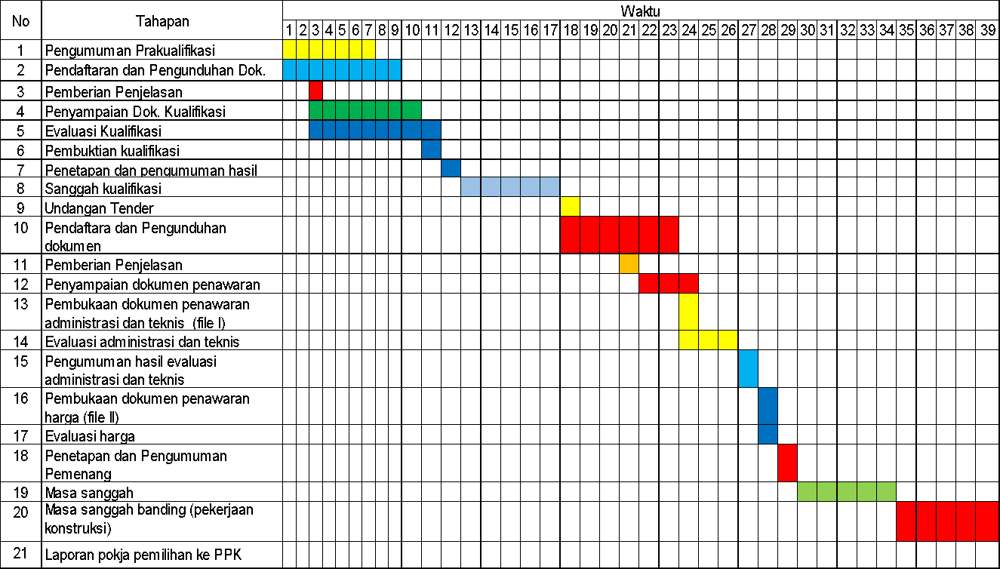 No Tahapan Waktu
1 2 3 4 5 6 7 8 9 10 11 12 13 14 15 16 17 18 19 20 21 22 23 24 25 26 27 28 29 30 31 32 33 34 35 36 37 38 39
1 Pengumuman Prakualifikasi
2 Pendaftaran dan Pengunduhan Dok.
3 Pemberian Penjelasan
4 Penyampaian Dok. Kualifikasi
5 Evaluasi Kualifikasi
6 Pembuktian kualifikasi
7 Penetapan dan pengumuman hasil
8 Sanggah kualifikasi
9 Undangan Tender
10 Pendaftara dan Pengunduhan
dokumen
11 Pemberian Penjelasan
12 Penyampaian dokumen penawaran
13 Pembukaan dokumen penawaran
administrasi dan teknis (file I)
14 Evaluasi administrasi dan teknis
15 Pengumuman hasil evaluasi
administrasi dan teknis
16 Pembukaan dokumen penawaran
harga (file II)
17 Evaluasi harga
18 Penetapan dan Pengumuman
Pemenang
19 Masa sanggah
20 Masa sanggah banding (pekerjaan
konstruksi)
21 Laporan pokja pemilihan ke PPK